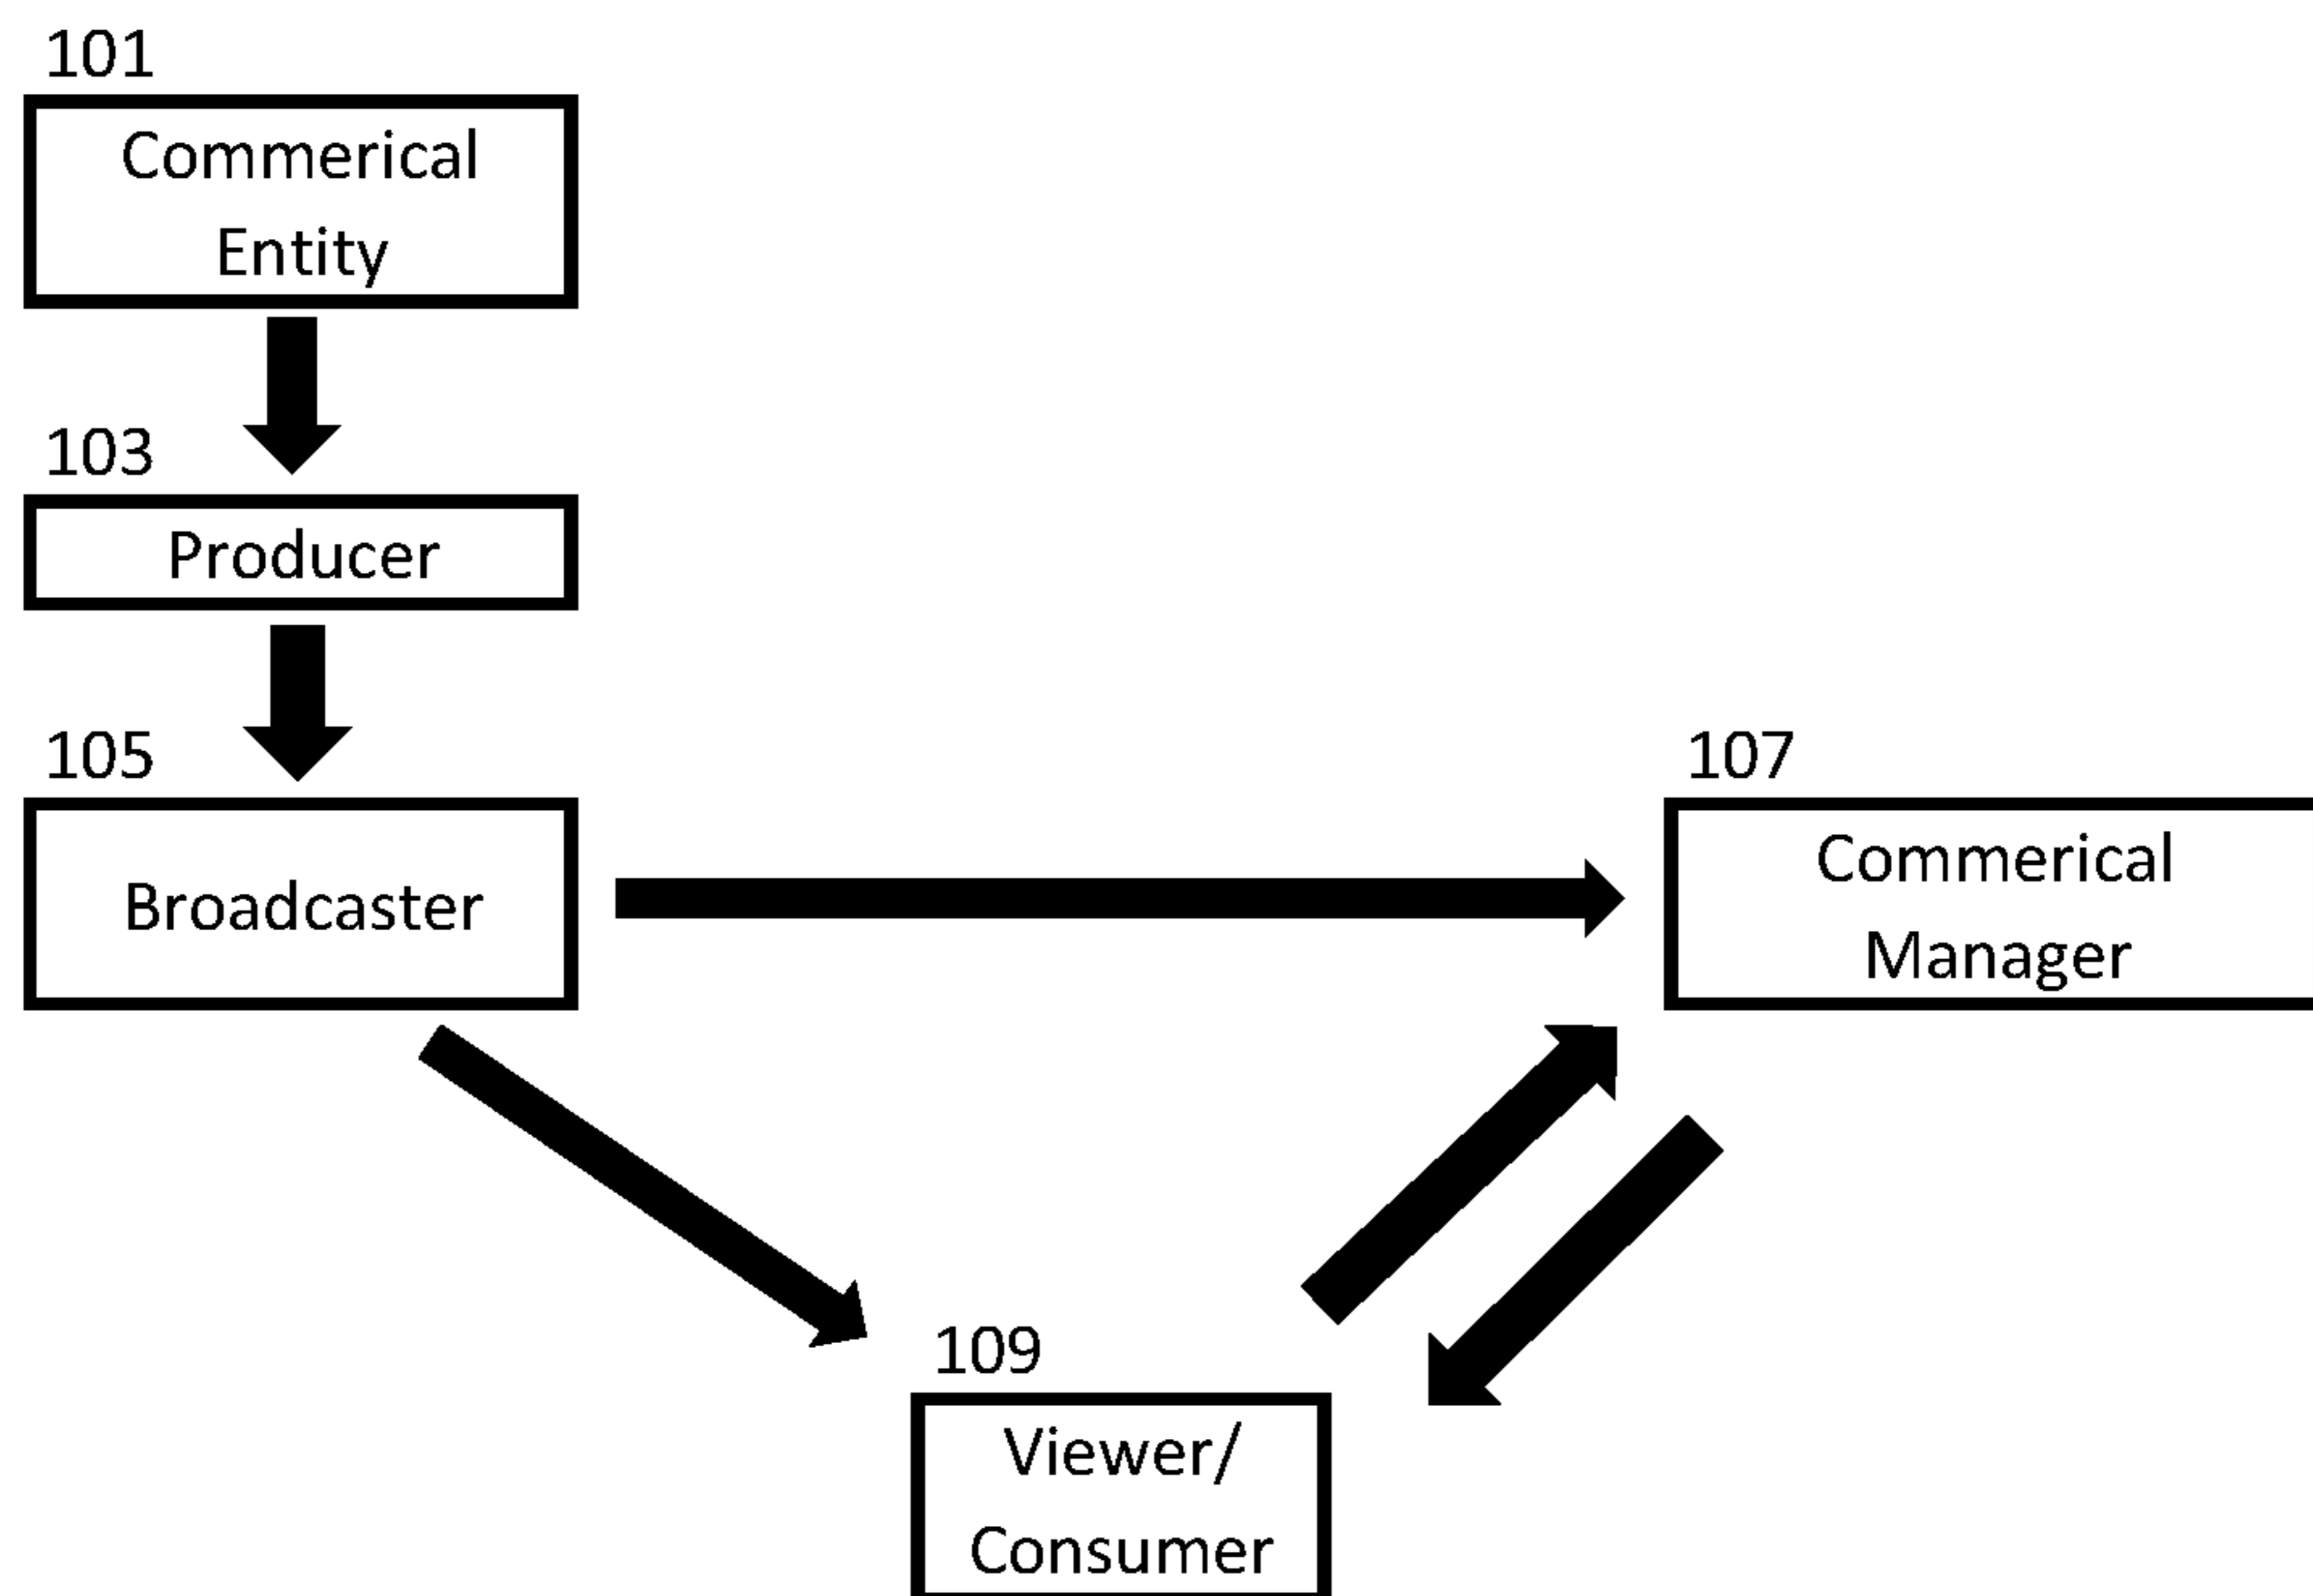 101
Commerical
Entity
103
Producer
105
Broadcaster
107
Commerical
Manager
109
Viewer/
Consumer